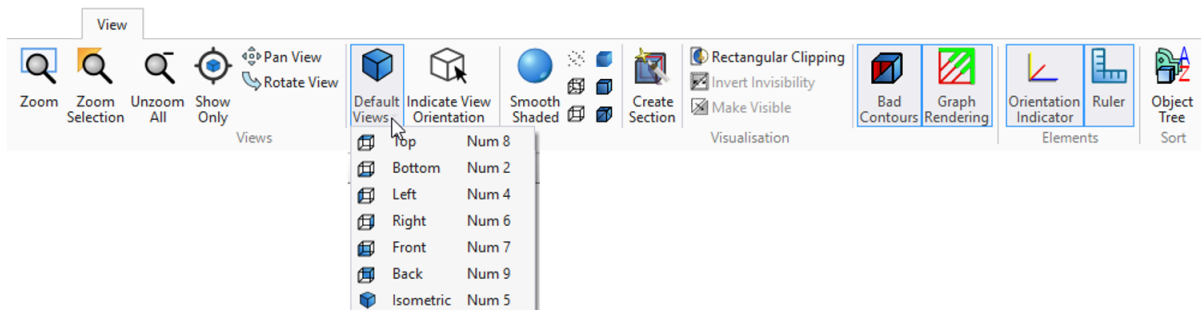 View
Zoom
Zoom
Selection
Unzoom
All
Show
Only
Pan View
Rotate View
Views
Default
Views
Indicate View
Orientation
Smooth
Shaded
Create
Section
Rectangular Clipping
Invert Invisibility
Make Visible
Visualisation
Bad
Contours
Graph
Rendering
Orientation
Indicator
Ruler
Elements
Object
Tree
Sort
Top Num 8
Bottom Num 2
Left Num 4
Right Num 6
Front Num 7
Back Num 9
Isometric Num 5